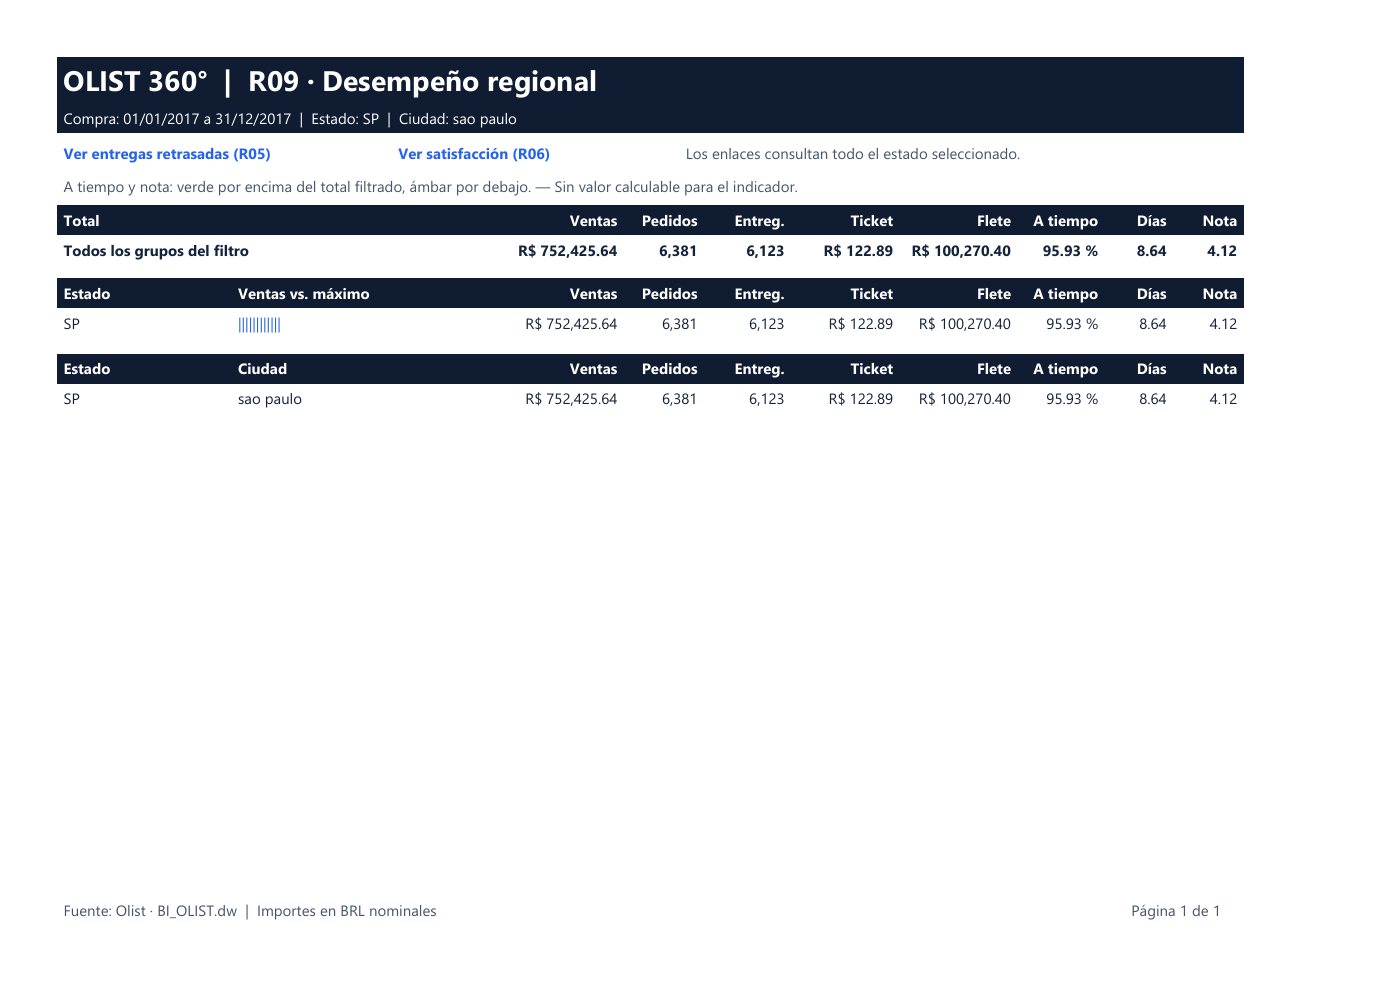 OLIST 360° | R09 · Desempeño regional
Compra: 01/01/2017 a 31/12/2017 | Estado: SP | Ciudad: sao paulo
Ver entregas retrasadas (R05) Ver satisfacción (R06) Los enlaces consultan todo el estado seleccionado.
A tiempo y nota: verde por encima del total filtrado, ámbar por debajo. — Sin valor calculable para el indicador.
Total Ventas Pedidos Entreg. Ticket Flete A tiempo Días Nota
Todos los grupos del filtro R$ 752,425.64 6,381 6,123 R$ 122.89 R$ 100,270.40 95.93 % 8.64 4.12
Estado Ventas vs. máximo Ventas Pedidos Entreg. Ticket Flete A tiempo Días Nota
SP |||||||||||| R$ 752,425.64 6,381 6,123 R$ 122.89 R$ 100,270.40 95.93 % 8.64 4.12
Estado Ciudad Ventas Pedidos Entreg. Ticket Flete A tiempo Días Nota
SP sao paulo R$ 752,425.64 6,381 6,123 R$ 122.89 R$ 100,270.40 95.93 % 8.64 4.12
Fuente: Olist · BI_OLIST.dw | Importes en BRL nominales Página 1 de 1